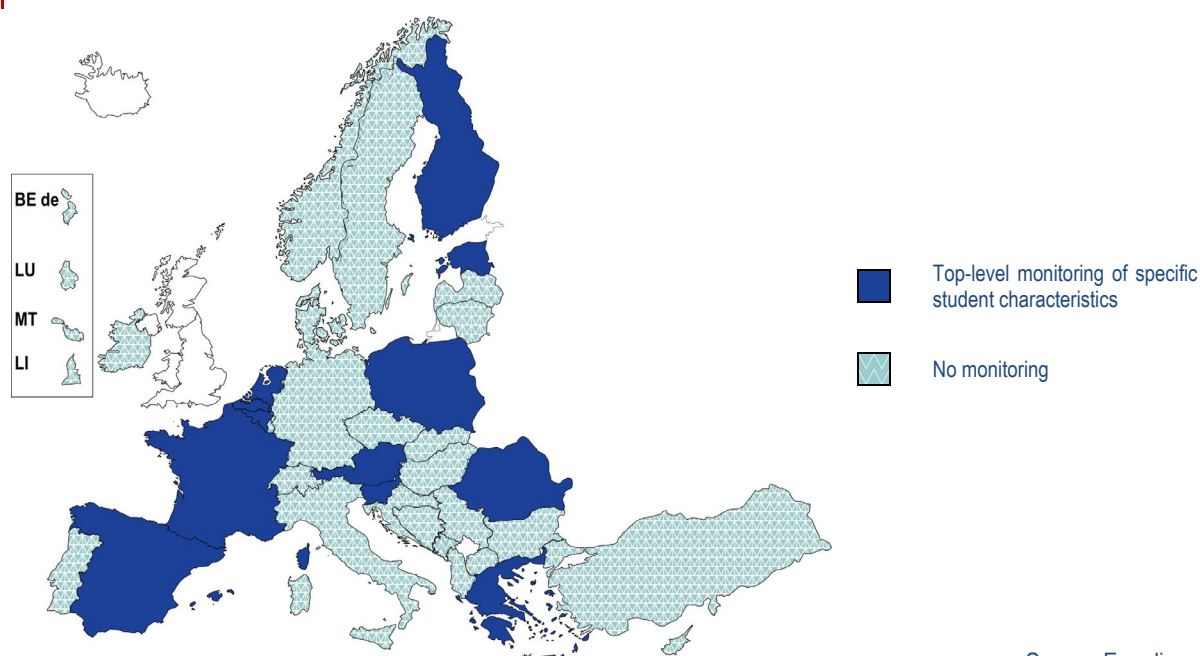 BE de
LU
MT
LI
Top-level monitoring of specific
student characteristics
No monitoring